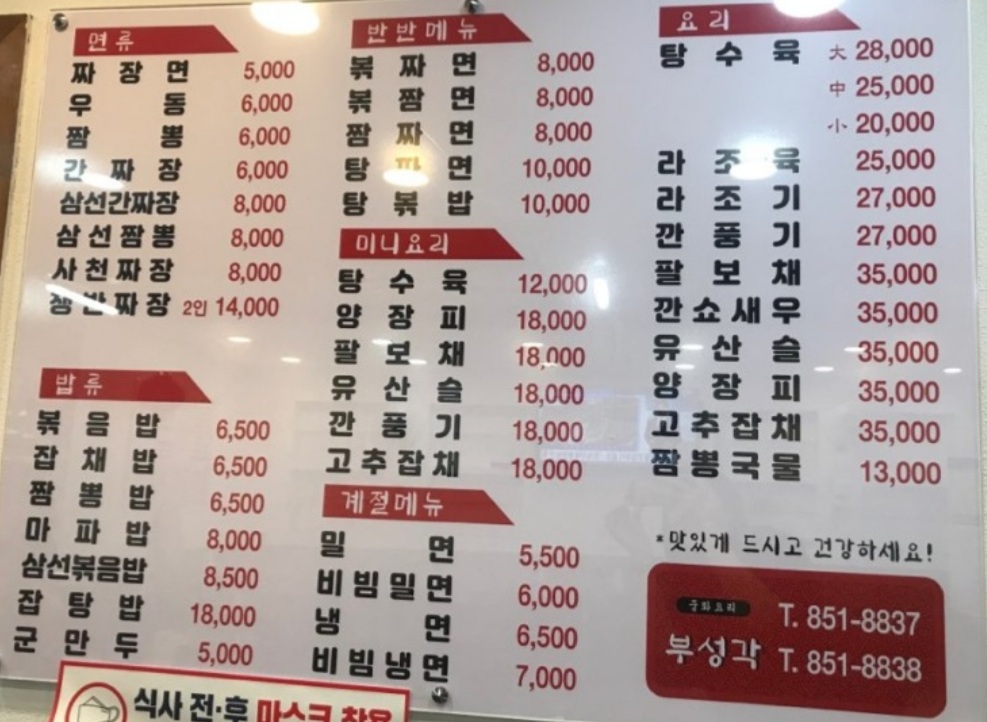 면류
짜장면 5,000
우동 6,000
짬뽕 6,000
간짜장 6,000
삼선간짜장 8,000
삼선짬뽕 8,000
사천짜장 8,000
쟁반짜장 2인 14,000
밥류
볶음밥 6,500
잡채밥 6,500
짬뽕밥 6,500
마파밥 8,000
삼선볶음밥 8,500
잡탕밥 18,000
군만두 5,000
반반메뉴
볶짜면 8,000
볶짬면 8,000
짬짜면 8,000
탕짜면 10,000
탕볶밥 10,000
미니요리
탕수육 12,000
양장피 18,000
팔보채 18,000
유산슬 18,000
깐풍기 18,000
고추잡채 18,000
계절메뉴
밀면 5,500
비빔밀면 6,000
냉면 6,500
비빔냉면 7,000
요리
탕수육 大 28,000
中 25,000
小 20,000
라조육 25,000
라조기 27,000
깐풍기 27,000
팔보채 35,000
깐쇼새우 35,000
유산슬 35,000
양장피 35,000
고추잡채 35,000
짬뽕국물 13,000
*맛있게 드시고 건강하세요!
중화요리
부성각
T. 851-8837
T. 851-8838
식사 전·후 마스크 착용